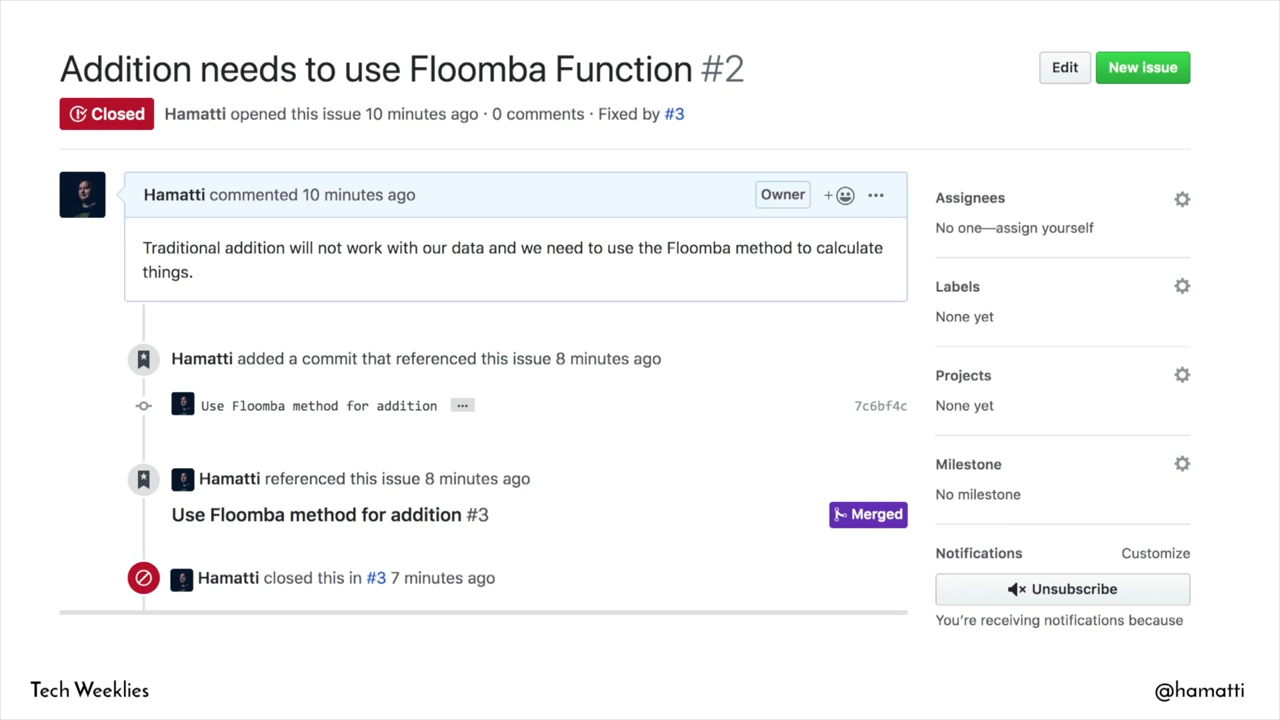 Addition needs to use Floomba Function #2
Edit
New issue
Closed
Hamatti opened this issue 10 minutes ago · 0 comments · Fixed by #3
Hamatti commented 10 minutes ago
Owner
Traditional addition will not work with our data and we need to use the Floomba method to calculate
things.
Hamatti added a commit that referenced this issue 8 minutes ago
Use Floomba method for addition
7c6bf4c
Hamatti referenced this issue 8 minutes ago
Use Floomba method for addition #3
Merged
Hamatti closed this in #3 7 minutes ago
Assignees
No one—assign yourself
Labels
None yet
Projects
None yet
Milestone
No milestone
Notifications
Customize
Unsubscribe
You're receiving notifications because
Tech Weeklies
@hamatti